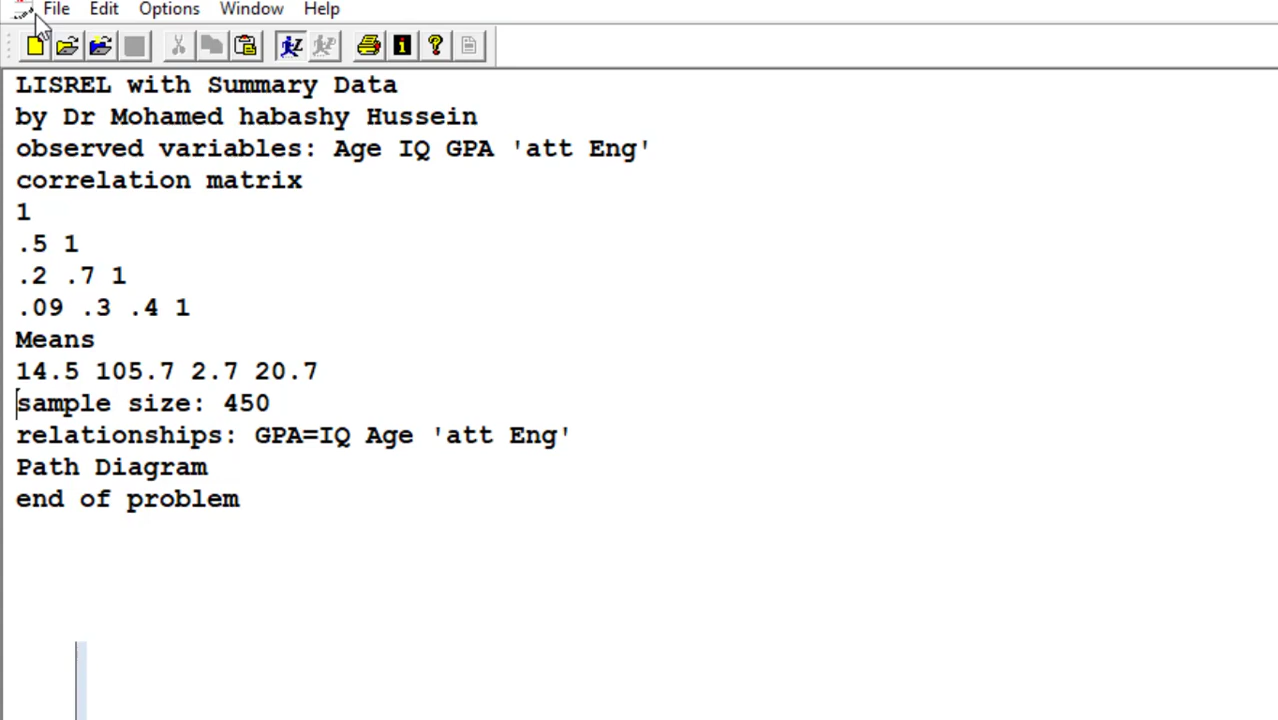 File Edit Options Window Help
LISREL with Summary Data
by Dr Mohamed habashy Hussein
observed variables: Age IQ GPA 'att Eng'
correlation matrix
1
.5 1
.2 .7 1
.09 .3 .4 1
Means
14.5 105.7 2.7 20.7
sample size: 450
relationships: GPA=IQ Age 'att Eng'
Path Diagram
end of problem